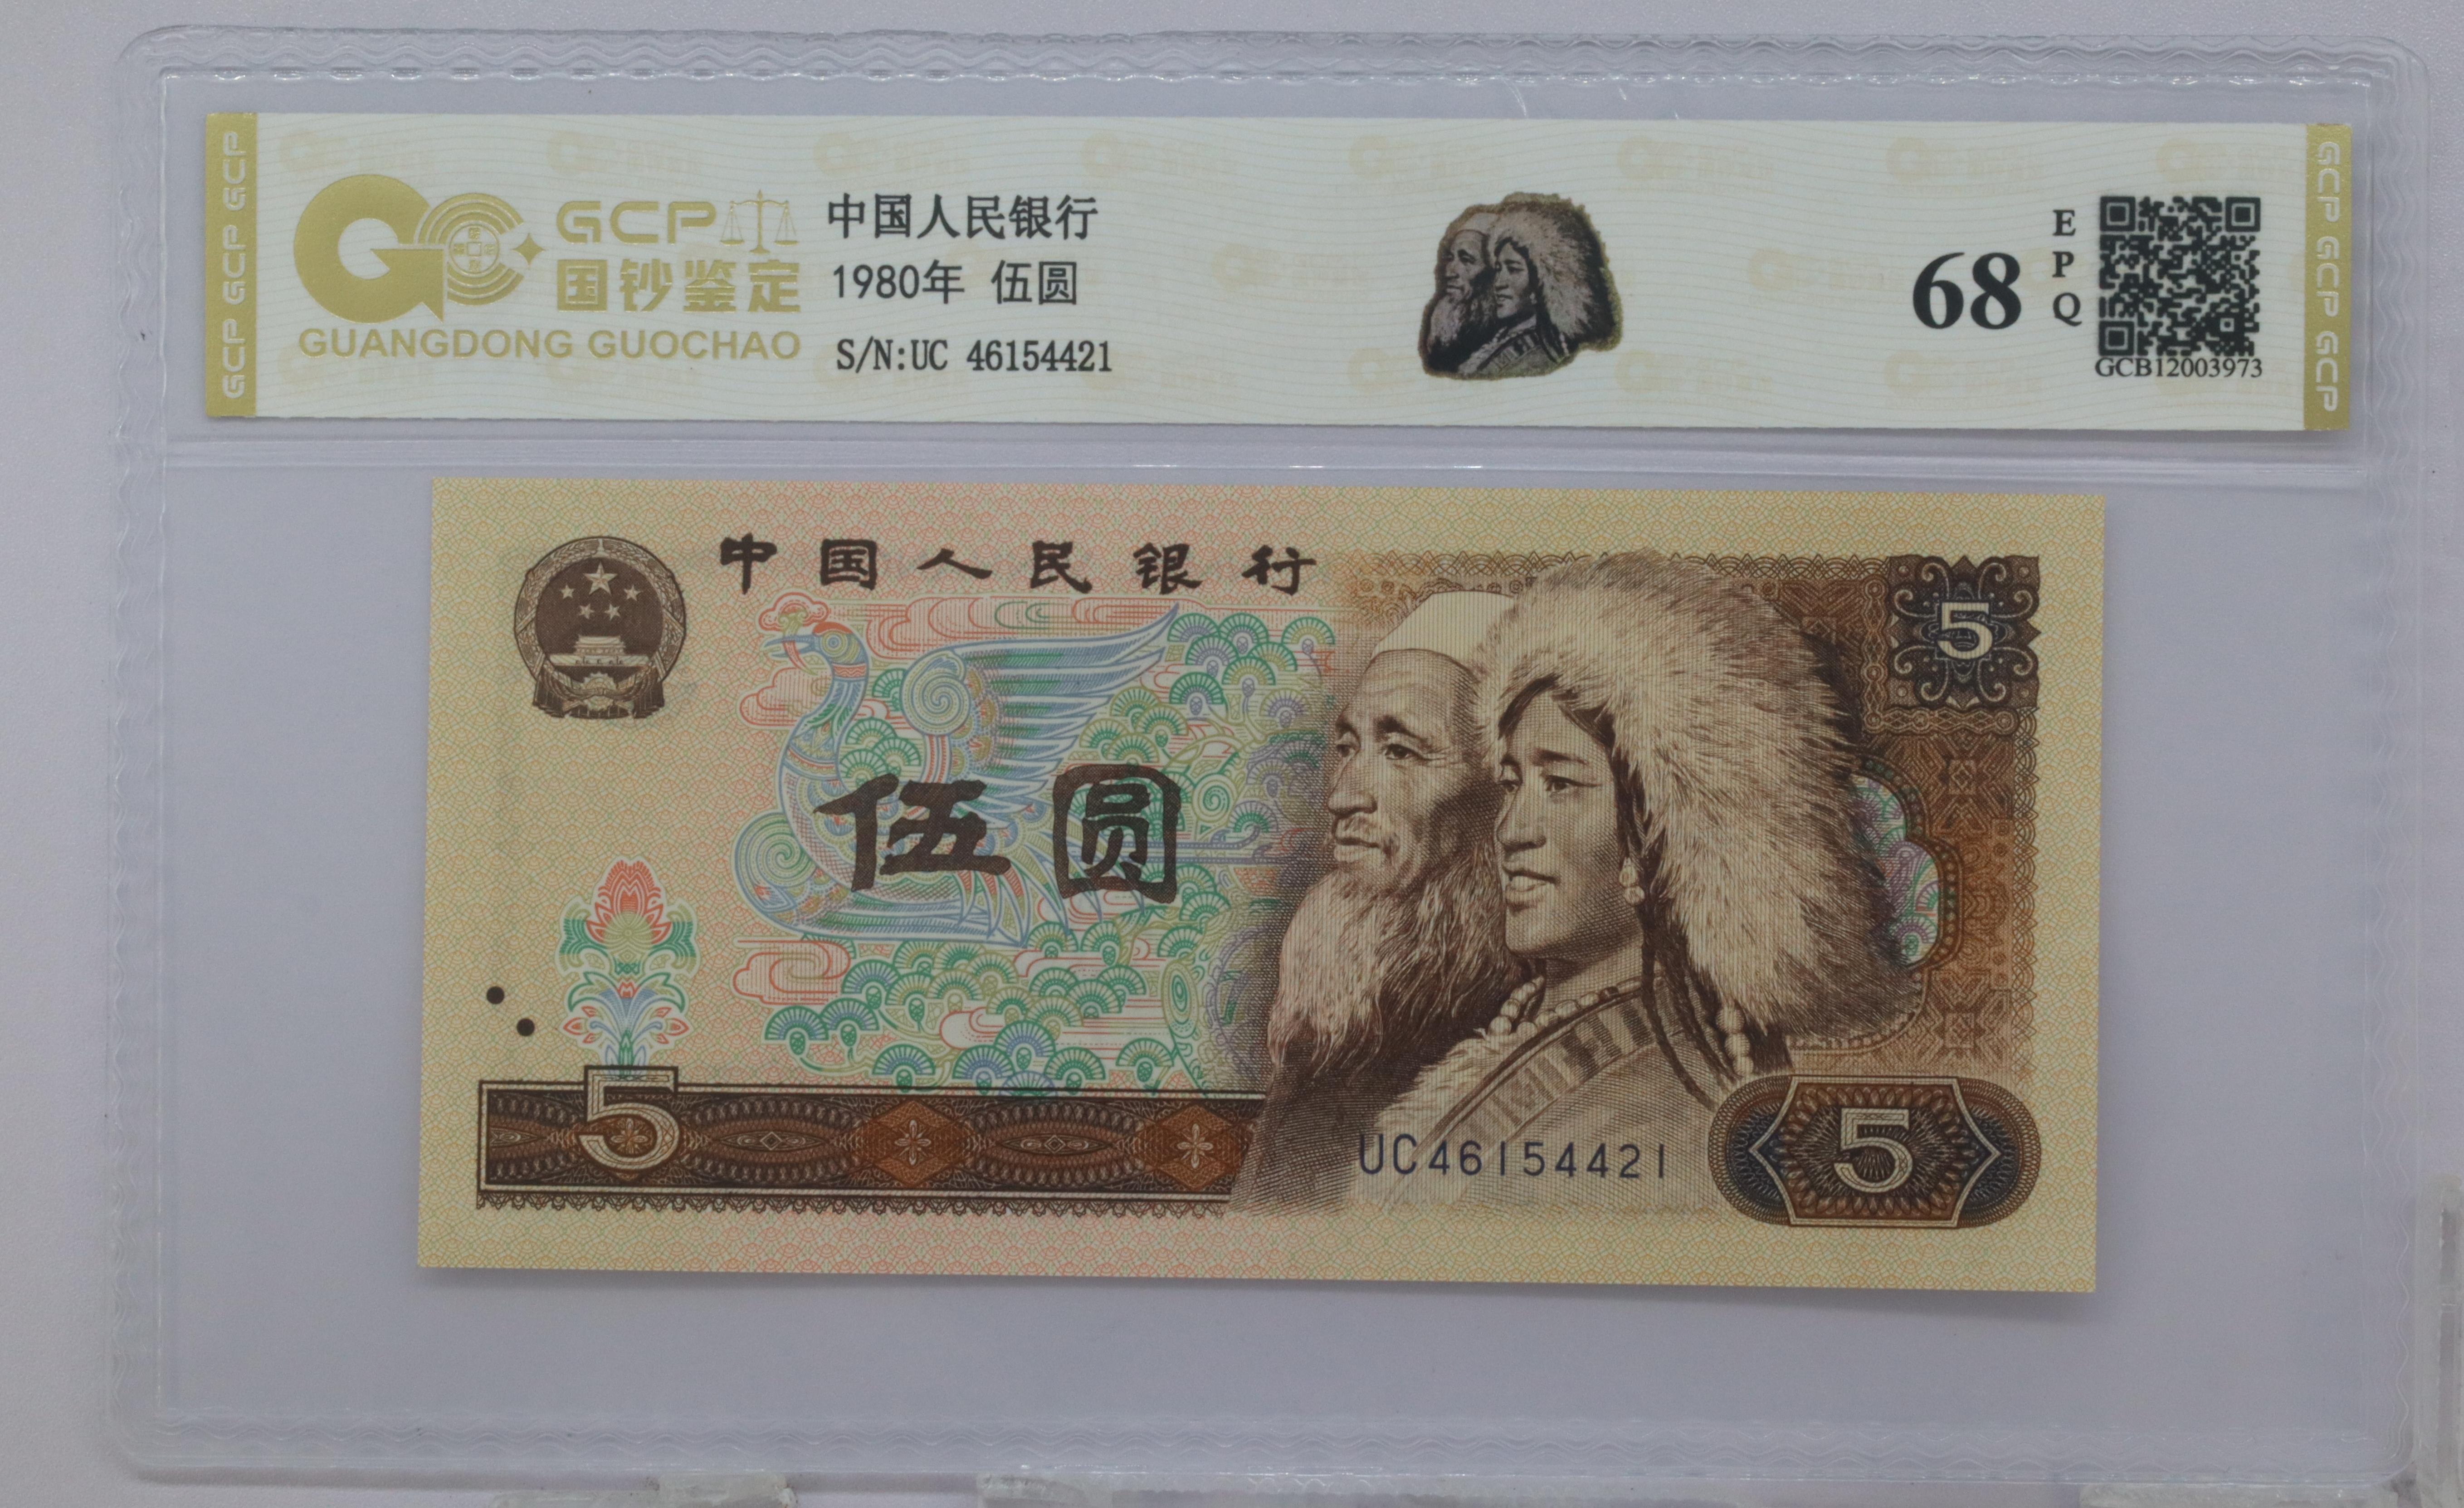 GCP GCP GCP
GCP
国钞鉴定
GUANGDONG GUOCHAO
中国人民银行
1980年 伍圆
S/N:UC 46154421
68
E
P
Q
GCB12003973
GCP GCP GCP
中国人民银行
5
伍圆
5
UC46154421
5